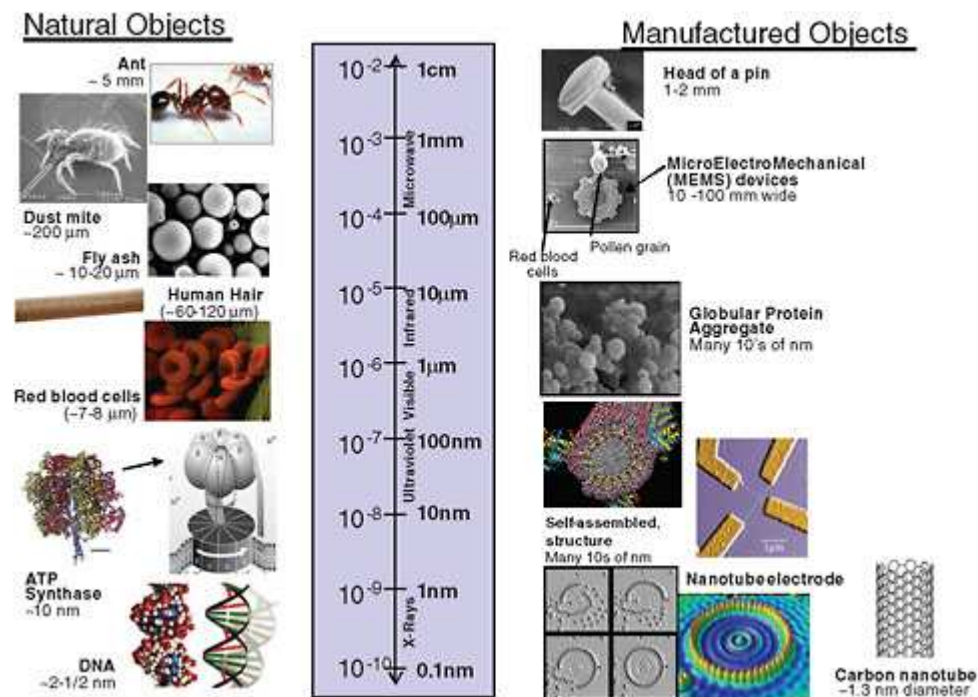 Natural Objects
Ant
~ 5 mm
Dust mite
~200 μm
Fly ash
~ 10-20 μm
Human Hair
(~60-120 μm)
Red blood cells
(~7-8 μm)
ATP
Synthase
~10 nm
DNA
~2-1/2 nm
10-2 1cm
10-3 1mm
10-4 100μm
10-5 10μm
10-6 1μm
10-7 100nm
10-8 10nm
10-9 1nm
10-10 0.1nm
Microwave
Infrared
Visible
Ultraviolet
X-Rays
Manufactured Objects
Head of a pin
1-2 mm
MicroElectroMechanical
(MEMS) devices
10 -100 mm wide
Red blood
cells
Pollen grain
Globular Protein
Aggregate
Many 10's of nm
Self-assembled,
structure
Many 10s of nm
Nanotube electrode
Carbon nanotube
~1.3 nm diameter